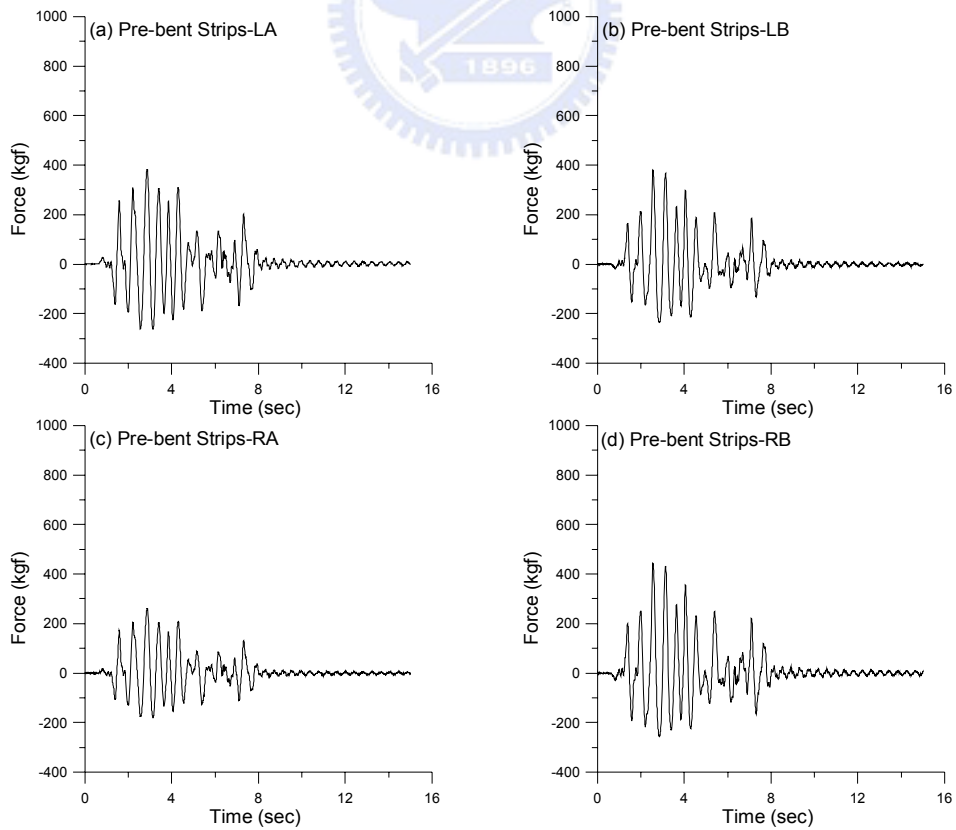 1000
800
600
400
200
0
-200
-400
Force (kgf)
(a) Pre-bent Strips-LA
0 4 8 12 16
Time (sec)
1896
1000
800
600
400
200
0
-200
-400
Force (kgf)
(b) Pre-bent Strips-LB
0 4 8 12 16
Time (sec)
1000
800
600
400
200
0
-200
-400
Force (kgf)
(c) Pre-bent Strips-RA
0 4 8 12 16
Time (sec)
1000
800
600
400
200
0
-200
-400
Force (kgf)
(d) Pre-bent Strips-RB
0 4 8 12 16
Time (sec)